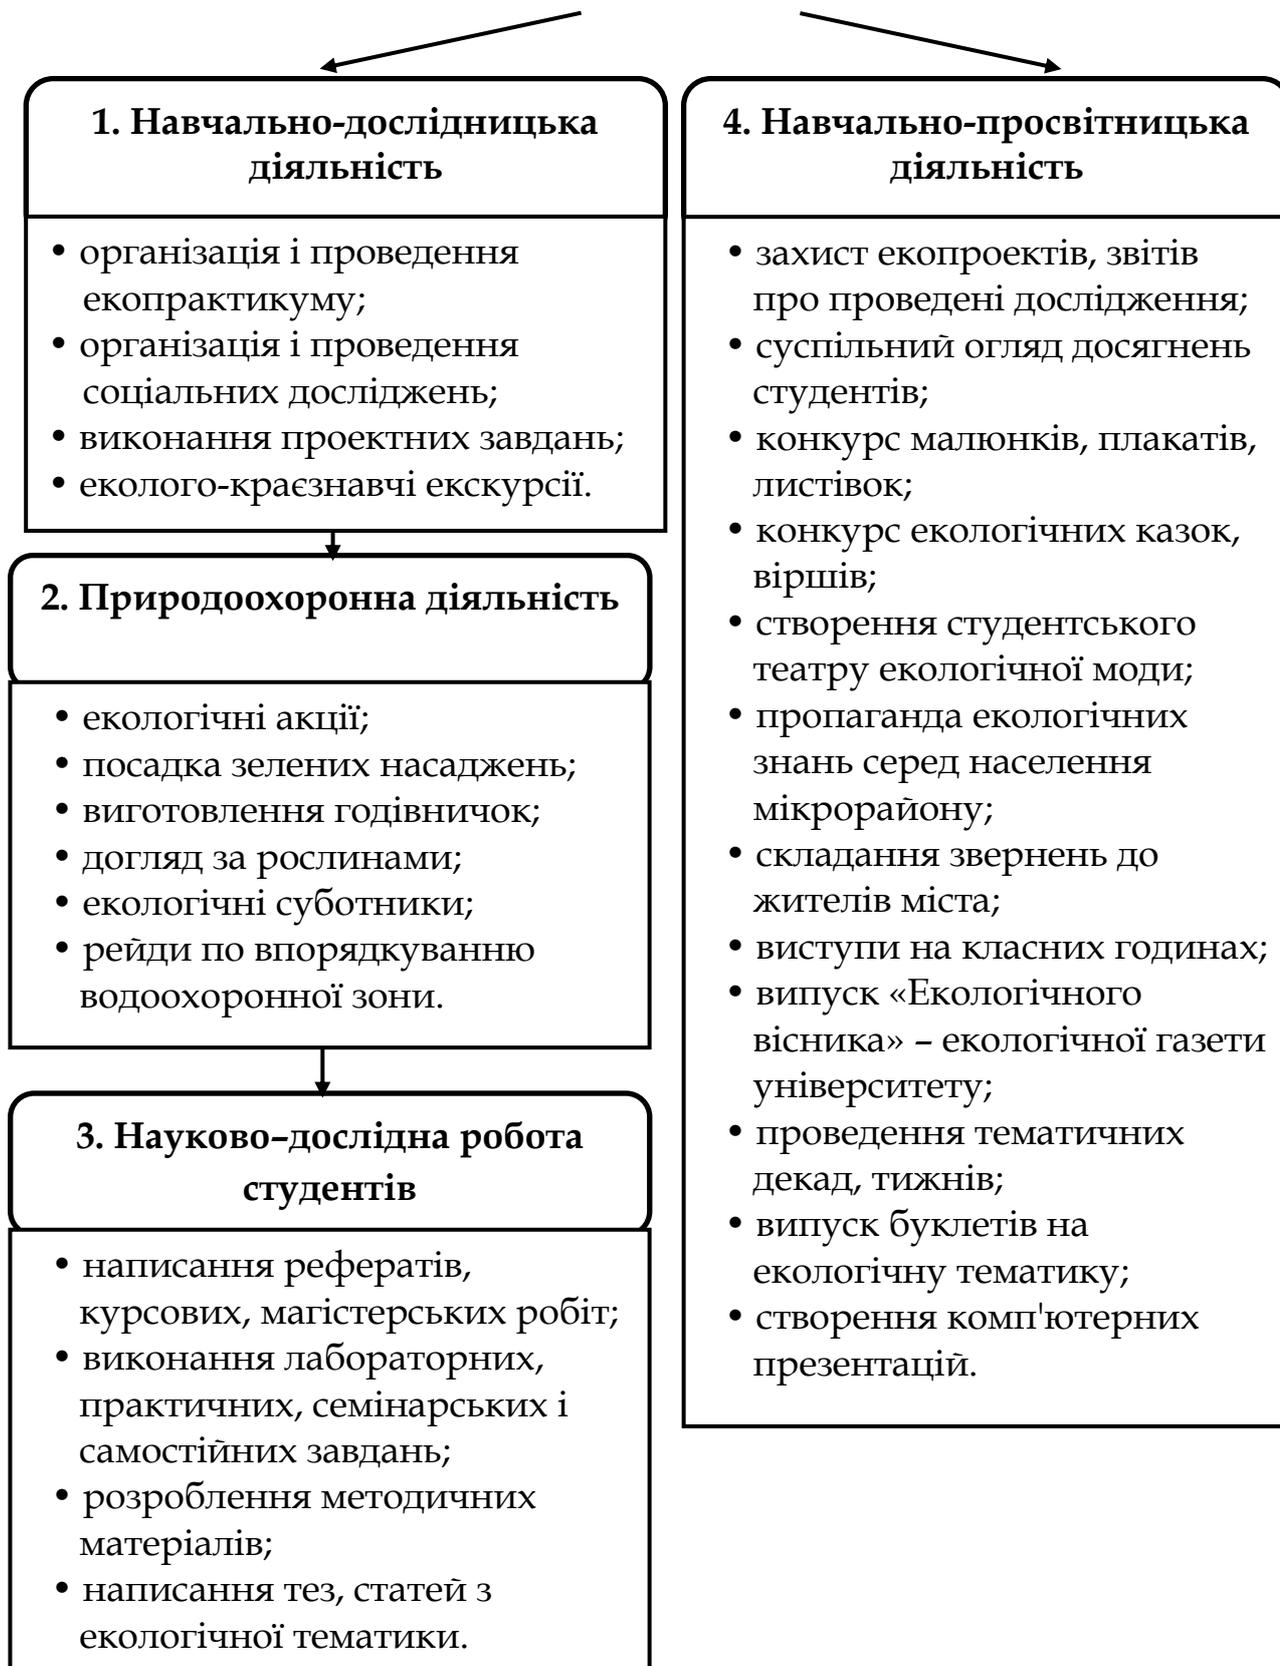 1. Навчально-дослідницька
діяльність
• організація і проведення
екопрактикуму;
• організація і проведення
соціальних досліджень;
• виконання проектних завдань;
• еколого-краєзнавчі екскурсії.
2. Природоохоронна діяльність
• екологічні акції;
• посадка зелених насаджень;
• виготовлення годівничок;
• догляд за рослинами;
• екологічні суботники;
• рейди по впорядкуванню
водоохоронної зони.
3. Науково–дослідна робота
студентів
• написання рефератів,
курсових, магістерських робіт;
• виконання лабораторних,
практичних, семінарських і
самостійних завдань;
• розроблення методичних
матеріалів;
• написання тез, статей з
екологічної тематики.
4. Навчально-просвітницька
діяльність
• захист екопроектів, звітів
про проведені дослідження;
• суспільний огляд досягнень
студентів;
• конкурс малюнків, плакатів,
листівок;
• конкурс екологічних казок,
віршів;
• створення студентського
театру екологічної моди;
• пропаганда екологічних
знань серед населення
мікрорайону;
• складання звернень до
жителів міста;
• виступи на класних годинах;
• випуск «Екологічного
вісника» – екологічної газети
університету;
• проведення тематичних
декад, тижнів;
• випуск буклетів на
екологічну тематику;
• створення комп'ютерних
презентацій.